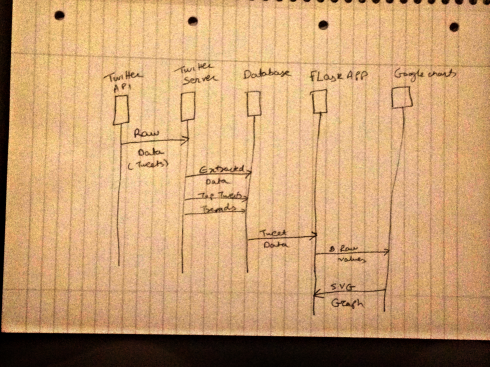 Twitter API
Twitter Server
Database
Flask APP
Google charts
Raw
Data
(Tweets)
Extracted
Data
Top Tweets
Trends
Tweet
Data
Raw
values
SVG
Graph